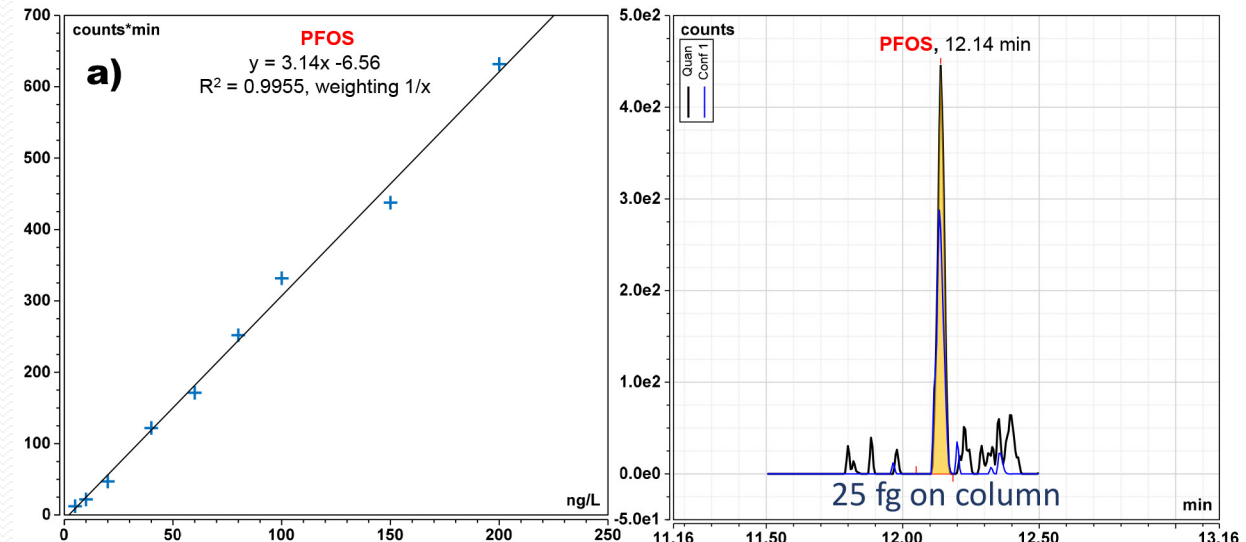 700
600
500
400
300
200
100
0
counts*min
a)
PFOS
y = 3.14x -6.56
R² = 0.9955, weighting 1/x
ng/L
0 50 100 150 200 250
5.0e2
4.0e2
3.0e2
2.0e2
1.0e2
0.0e0
-5.0e1
counts
Quan
Conf 1
PFOS, 12.14 min
25 fg on column
min
11.16 11.50 12.00 12.50 13.16